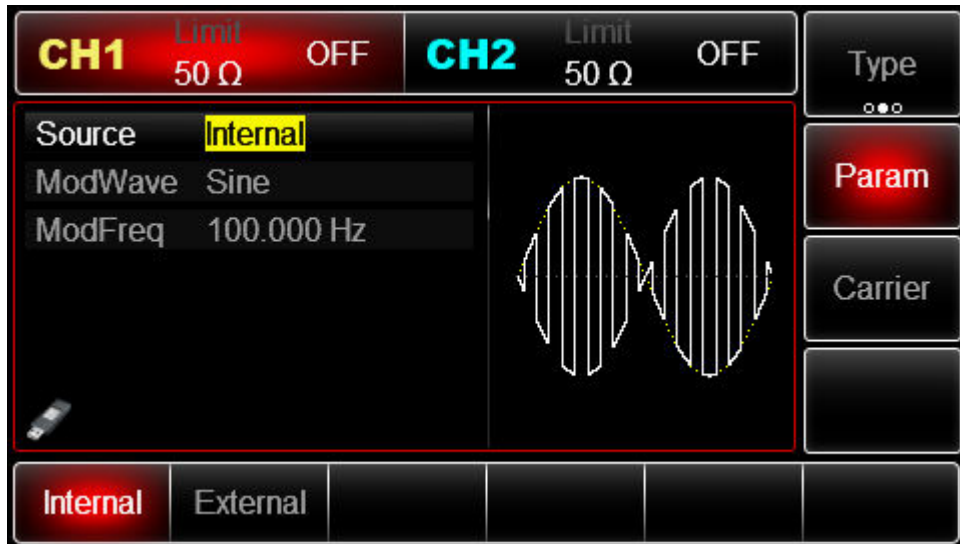 CH1 Limit 50 Ω OFF CH2 Limit 50 Ω OFF
Type
Source Internal
ModWave Sine
ModFreq 100.000 Hz
Param
Carrier
Internal External